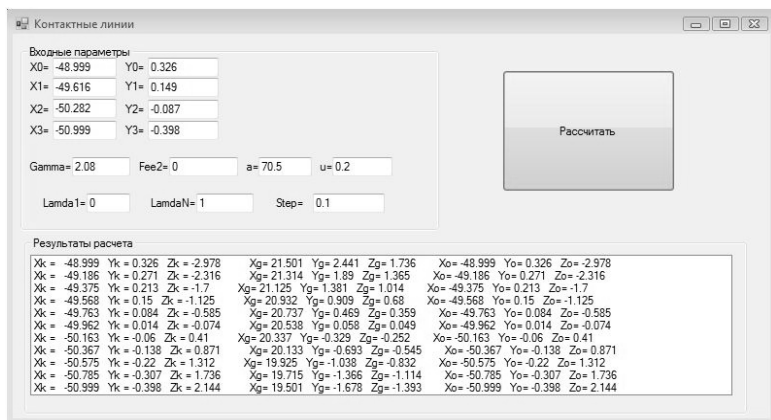 Контактные линии
Входные параметры
X0= -48.999 Y0= 0.326
X1= -49.616 Y1= 0.149
X2= -50.282 Y2= -0.087
X3= -50.999 Y3= -0.398
Рассчитать
Gamma= 2.08 Fee2= 0 a= 70.5 u= 0.2
Lamda1= 0 LamdaN= 1 Step= 0.1
Результаты расчета
Xk = -48.999 Yk = 0.326 Zk = -2.978 Xg= 21.501 Yg= 2.441 Zg= 1.736 Xo= -48.999 Yo= 0.326 Zo= -2.978
Xk = -49.186 Yk = 0.271 Zk = -2.316 Xg= 21.314 Yg= 1.89 Zg= 1.365 Xo= -49.186 Yo= 0.271 Zo= -2.316
Xk = -49.375 Yk = 0.213 Zk = -1.7 Xg= 21.125 Yg= 1.381 Zg= 1.014 Xo= -49.375 Yo= 0.213 Zo= -1.7
Xk = -49.568 Yk = 0.15 Zk = -1.125 Xg= 20.932 Yg= 0.909 Zg= 0.68 Xo= -49.568 Yo= 0.15 Zo= -1.125
Xk = -49.763 Yk = 0.084 Zk = -0.585 Xg= 20.737 Yg= 0.469 Zg= 0.359 Xo= -49.763 Yo= 0.084 Zo= -0.585
Xk = -49.962 Yk = 0.014 Zk = -0.074 Xg= 20.538 Yg= 0.058 Zg= 0.049 Xo= -49.962 Yo= 0.014 Zo= -0.074
Xk = -50.163 Yk = -0.06 Zk = 0.41 Xg= 20.337 Yg= -0.329 Zg= -0.252 Xo= -50.163 Yo= -0.06 Zo= 0.41
Xk = -50.367 Yk = -0.138 Zk = 0.871 Xg= 20.133 Yg= -0.693 Zg= -0.545 Xo= -50.367 Yo= -0.138 Zo= 0.871
Xk = -50.575 Yk = -0.22 Zk = 1.312 Xg= 19.925 Yg= -1.038 Zg= -0.832 Xo= -50.575 Yo= -0.22 Zo= 1.312
Xk = -50.785 Yk = -0.307 Zk = 1.736 Xg= 19.715 Yg= -1.366 Zg= -1.114 Xo= -50.785 Yo= -0.307 Zo= 1.736
Xk = -50.999 Yk = -0.398 Zk = 2.144 Xg= 19.501 Yg= -1.678 Zg= -1.393 Xo= -50.999 Yo= -0.398 Zo= 2.144